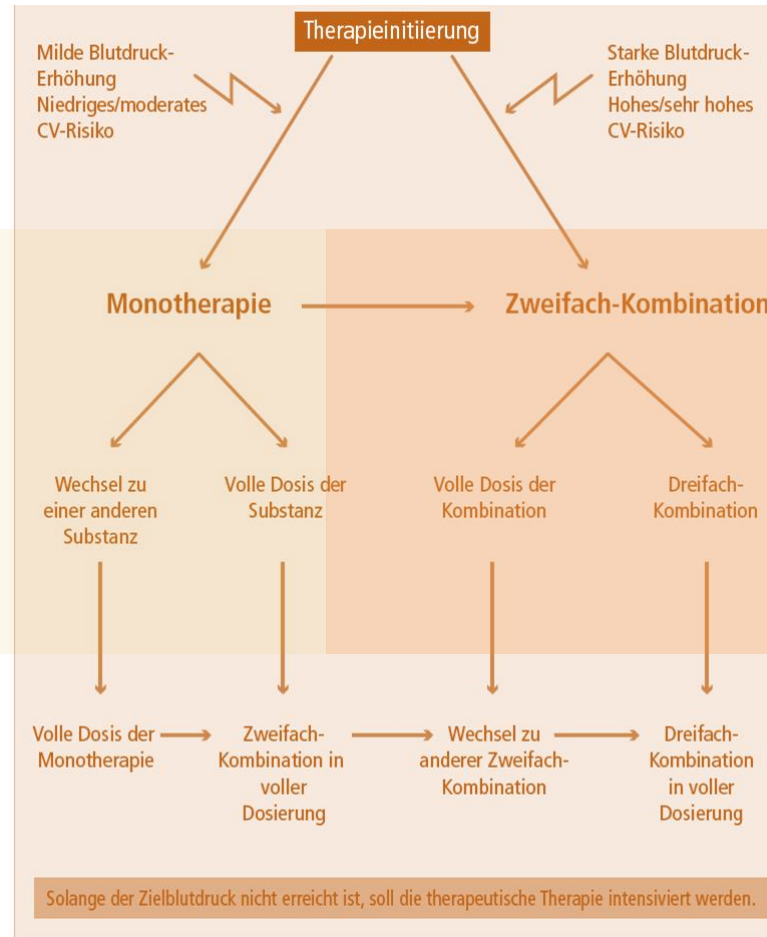 Therapieinitiierung
Milde Blutdruck-
Erhöhung
Niedriges/moderates
CV-Risiko
Starke Blutdruck-
Erhöhung
Hohes/sehr hohes
CV-Risiko
Monotherapie
Zweifach-Kombination
Wechsel zu
einer anderen
Substanz
Volle Dosis der
Substanz
Volle Dosis der
Kombination
Dreifach-
Kombination
Volle Dosis der
Monotherapie
Zweifach-
Kombination in
voller
Dosierung
Wechsel zu
anderer Zweifach-
Kombination
Dreifach-
Kombination
in voller
Dosierung
Solange der Zielblutdruck nicht erreicht ist, soll die therapeutische Therapie intensiviert werden.